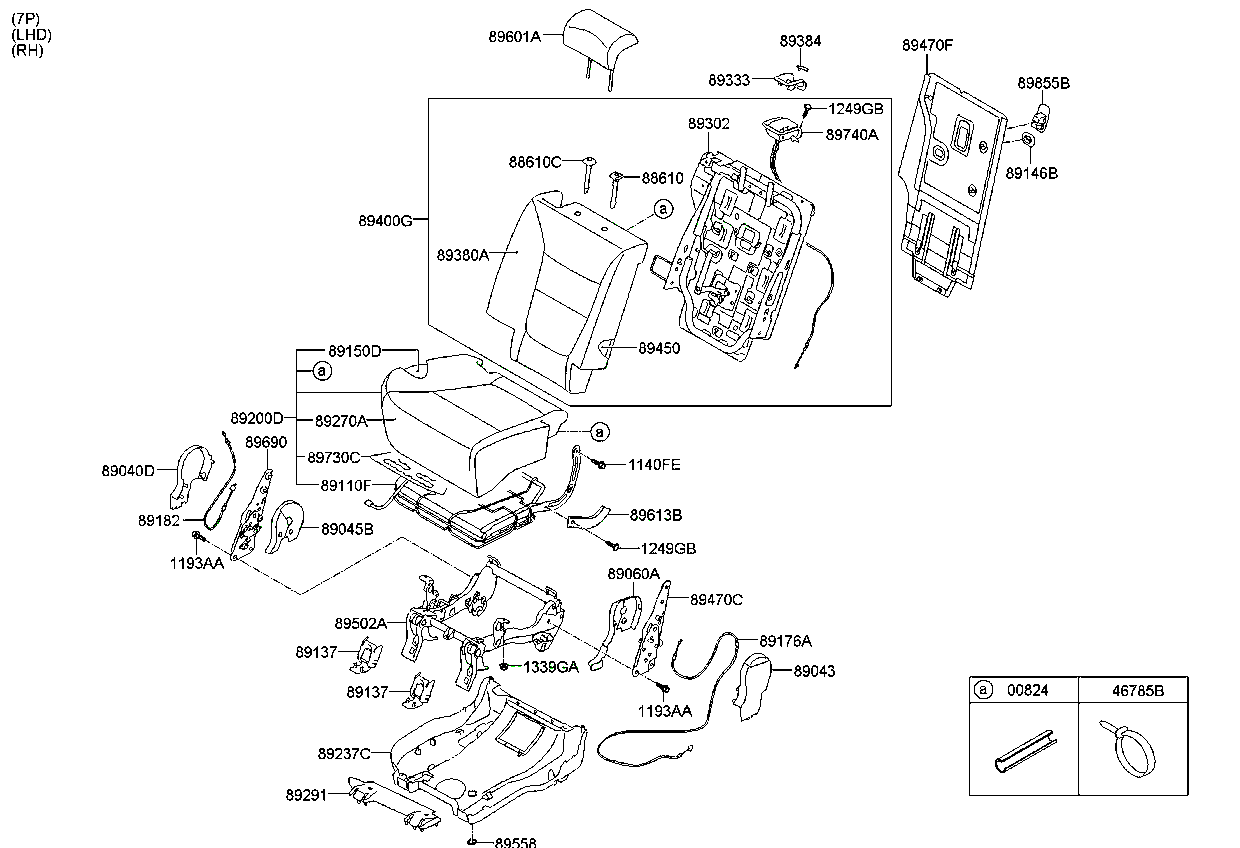 (7P)
(LHD)
(RH)
89601A
89384
89333
89470F
89855B
1249GB
89302
89740A
88610C
88610
89146B
a
89400G
89380A
89450
89150D
a
89200D
89270A
a
89690
89730C
1140FE
89040D
89110F
89613B
89182
89045B
1249GB
1193AA
89060A
89470C
89502A
89176A
89137
1339GA
89043
89137
a 00824
46785B
1193AA
89237C
89291
89558